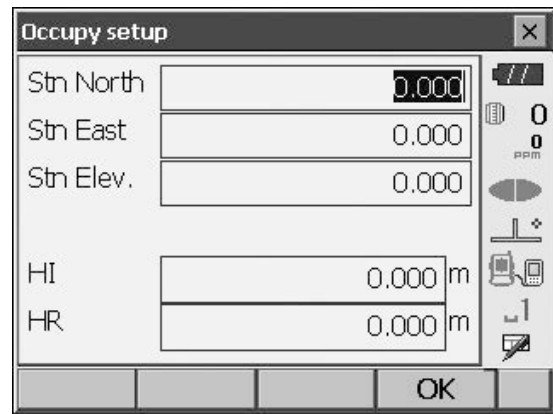 Occupy setup
Stn North 0.000
Stn East 0.000
Stn Elev. 0.000
HI 0.000 m
HR 0.000 m
0
0
PPM
1
OK